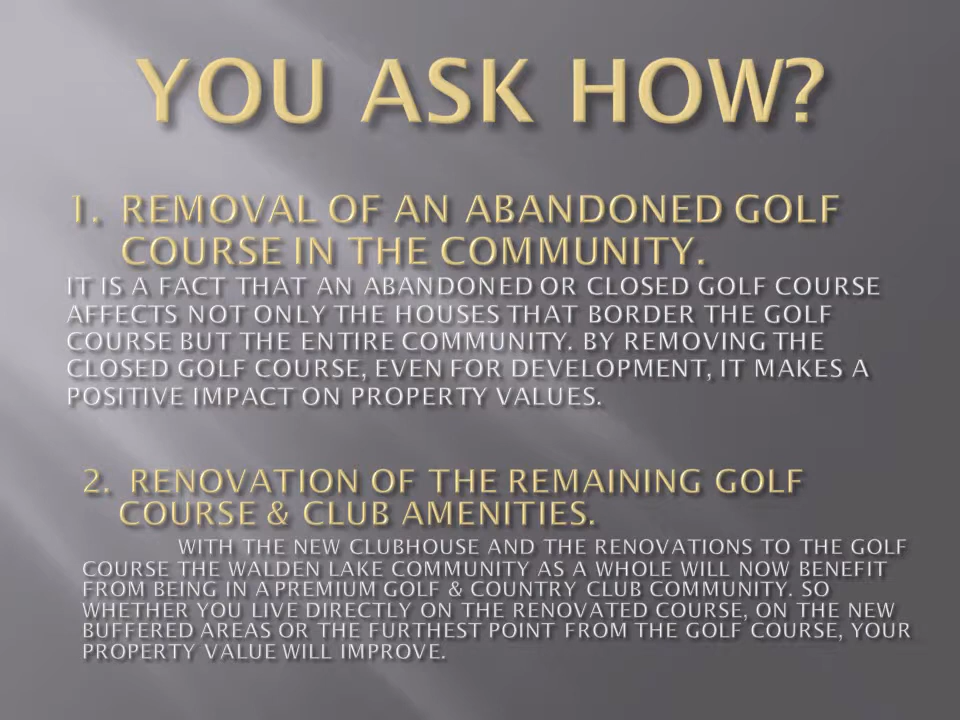 YOU ASK HOW?
1. REMOVAL OF AN ABANDONED GOLF
COURSE IN THE COMMUNITY.
IT IS A FACT THAT AN ABANDONED OR CLOSED GOLF COURSE
AFFECTS NOT ONLY THE HOUSES THAT BORDER THE GOLF
COURSE BUT THE ENTIRE COMMUNITY. BY REMOVING THE
CLOSED GOLF COURSE, EVEN FOR DEVELOPMENT, IT MAKES A
POSITIVE IMPACT ON PROPERTY VALUES.
2. RENOVATION OF THE REMAINING GOLF
COURSE & CLUB AMENITIES.
WITH THE NEW CLUBHOUSE AND THE RENOVATIONS TO THE GOLF
COURSE THE WALDEN LAKE COMMUNITY AS A WHOLE WILL NOW BENEFIT
FROM BEING IN A PREMIUM GOLF & COUNTRY CLUB COMMUNITY. SO
WHETHER YOU LIVE DIRECTLY ON THE RENOVATED COURSE, ON THE NEW
BUFFERED AREAS OR THE FURTHEST POINT FROM THE GOLF COURSE, YOUR
PROPERTY VALUE WILL IMPROVE.